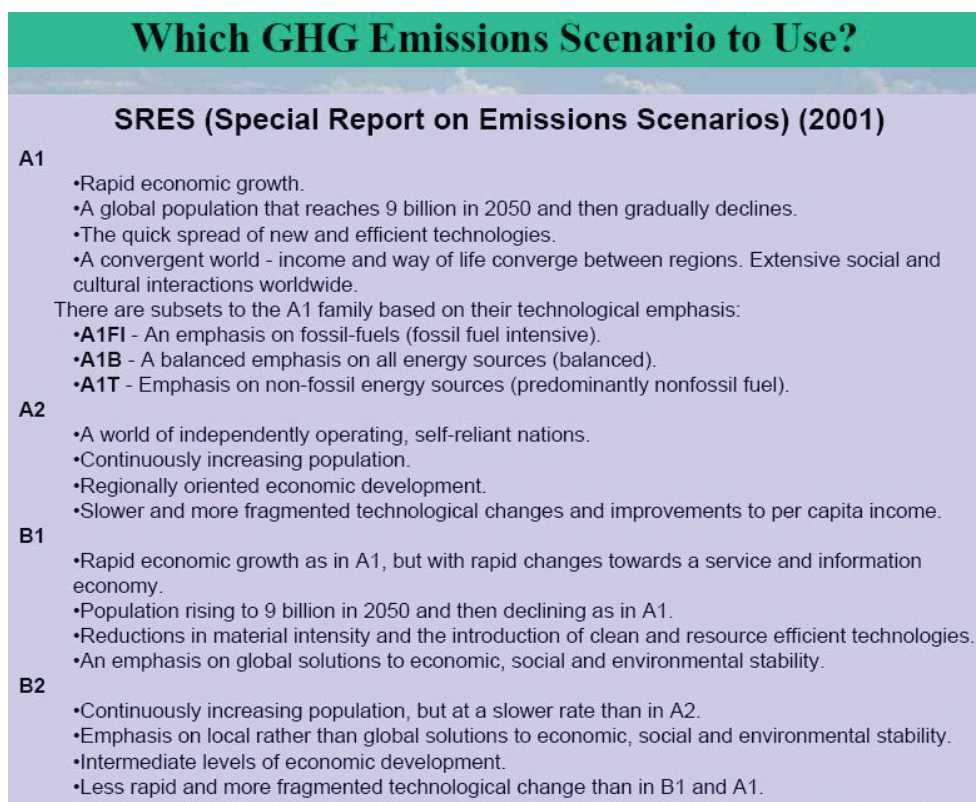 Which GHG Emissions Scenario to Use?
SRES (Special Report on Emissions Scenarios) (2001)
A1
•Rapid economic growth.
•A global population that reaches 9 billion in 2050 and then gradually declines.
•The quick spread of new and efficient technologies.
•A convergent world - income and way of life converge between regions. Extensive social and
cultural interactions worldwide.
There are subsets to the A1 family based on their technological emphasis:
•A1FI - An emphasis on fossil-fuels (fossil fuel intensive).
•A1B - A balanced emphasis on all energy sources (balanced).
•A1T - Emphasis on non-fossil energy sources (predominantly nonfossil fuel).
A2
•A world of independently operating, self-reliant nations.
•Continuously increasing population.
•Regionally oriented economic development.
•Slower and more fragmented technological changes and improvements to per capita income.
B1
•Rapid economic growth as in A1, but with rapid changes towards a service and information
economy.
•Population rising to 9 billion in 2050 and then declining as in A1.
•Reductions in material intensity and the introduction of clean and resource efficient technologies.
•An emphasis on global solutions to economic, social and environmental stability.
B2
•Continuously increasing population, but at a slower rate than in A2.
•Emphasis on local rather than global solutions to economic, social and environmental stability.
•Intermediate levels of economic development.
•Less rapid and more fragmented technological change than in B1 and A1.